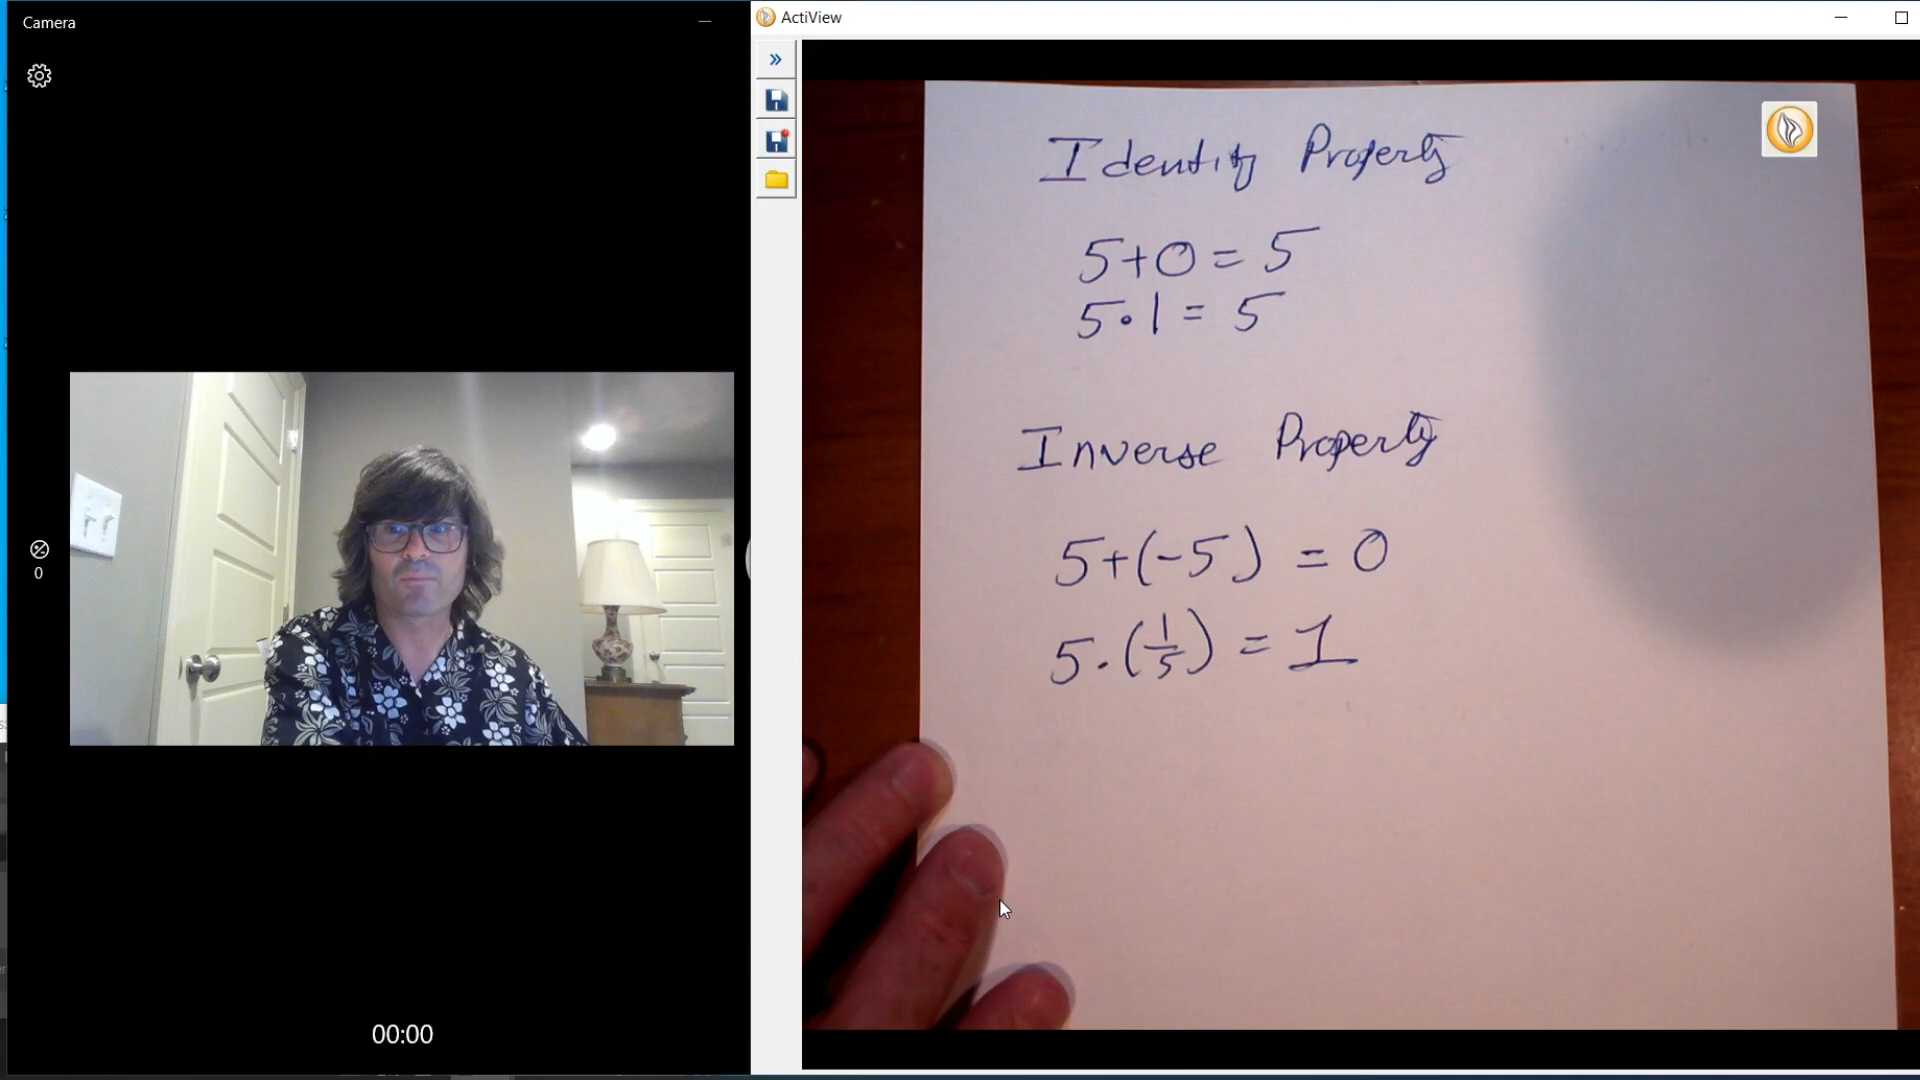 Camera
0
00:00
ActiView
Identity Property
5+0=5
5·1=5
Inverse Property
5+(-5)=0
5·(1/5)=1